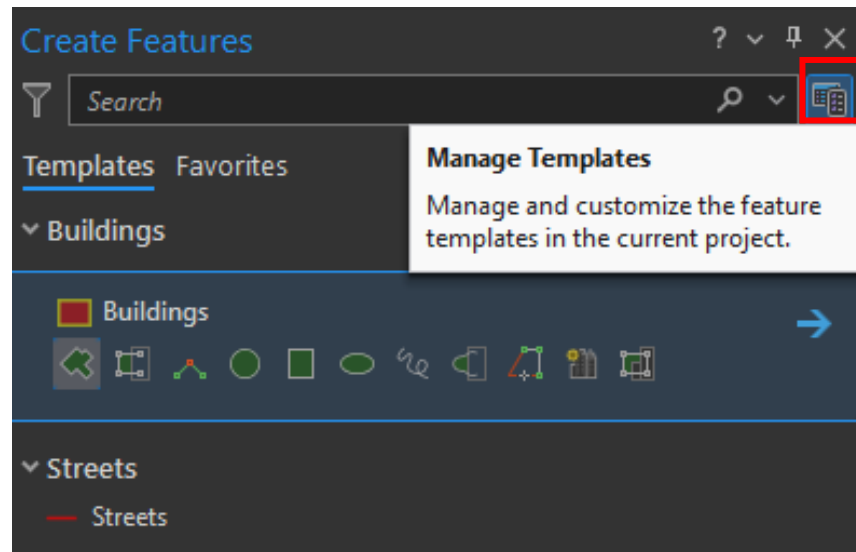 Create Features
?
Search
Templates Favorites
Manage Templates
Manage and customize the feature
templates in the current project.
Buildings
Buildings
Streets
Streets